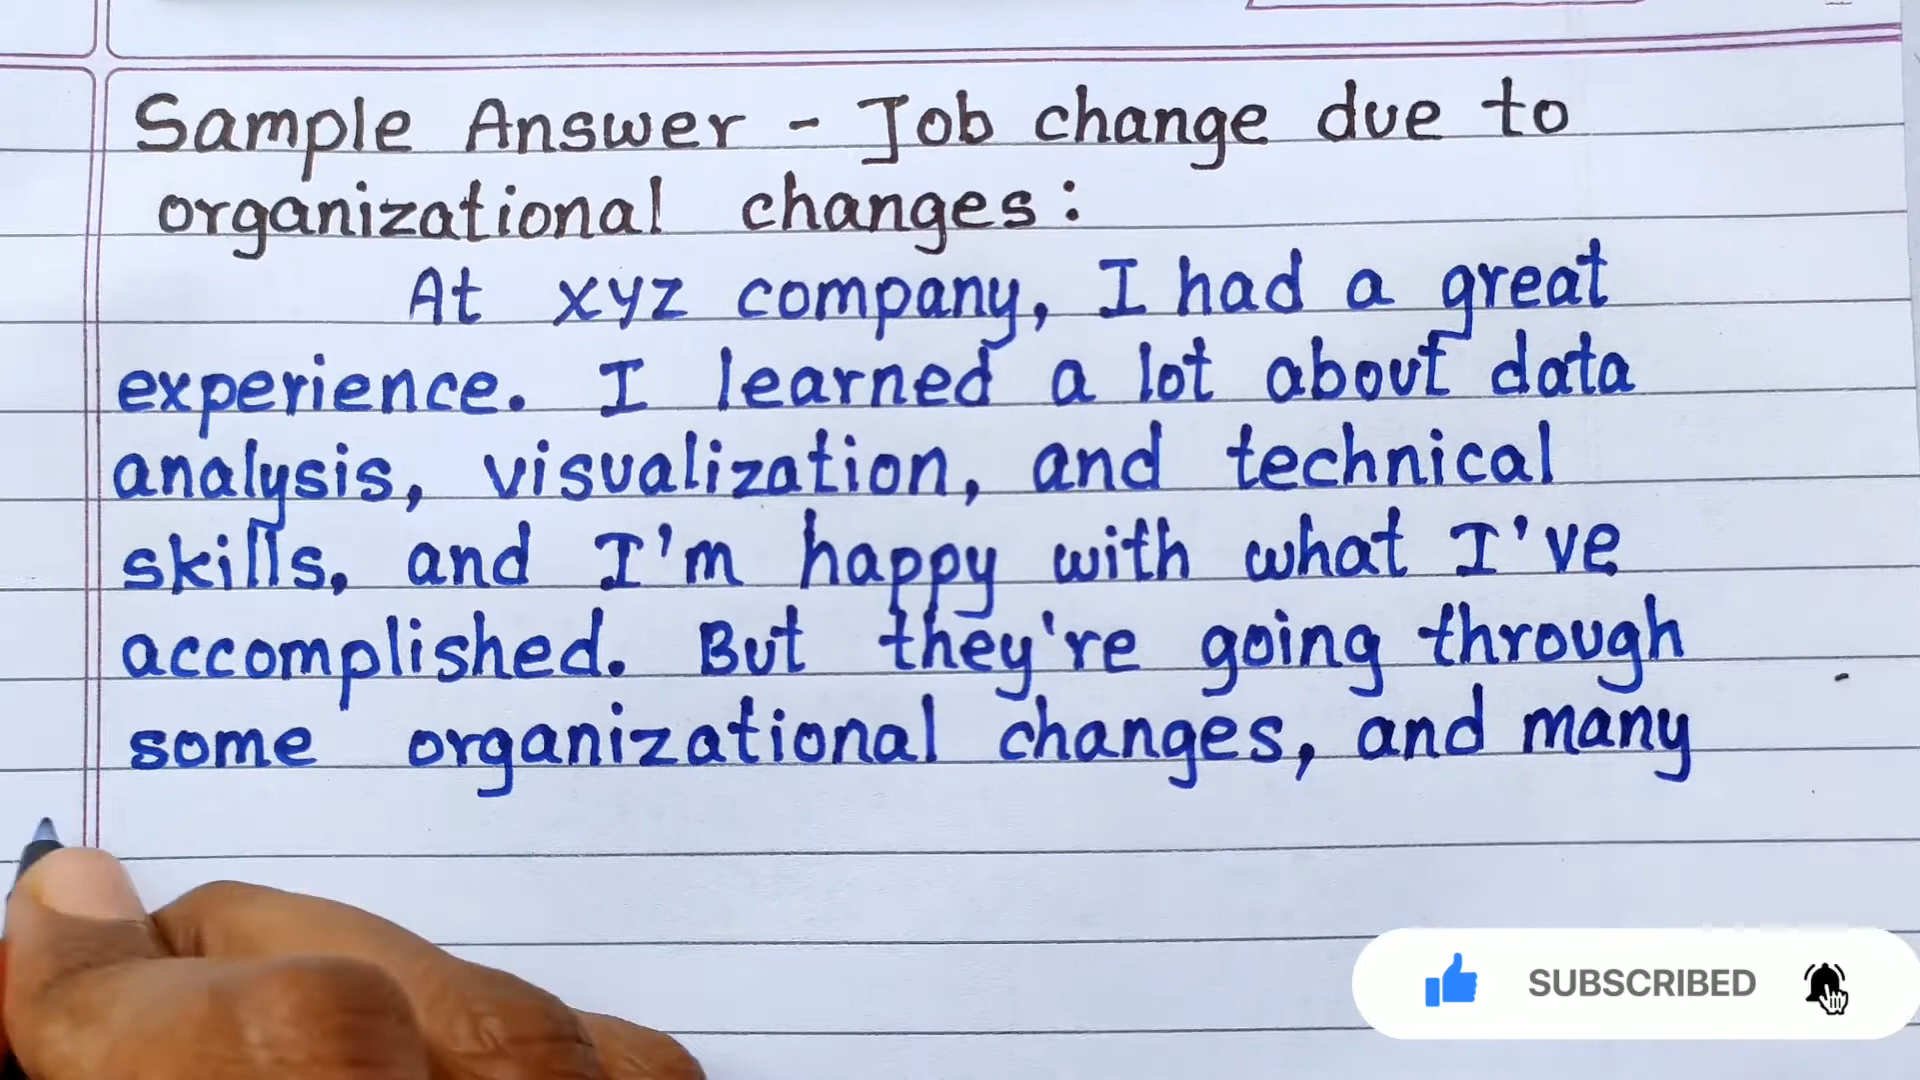 Sample Answer - Job change due to
organizational changes:
At xyz company, I had a great
experience. I learned a lot about data
analysis, visualization, and technical
skills, and I'm happy with what I've
accomplished. But they're going through
some organizational changes, and many
SUBSCRIBED